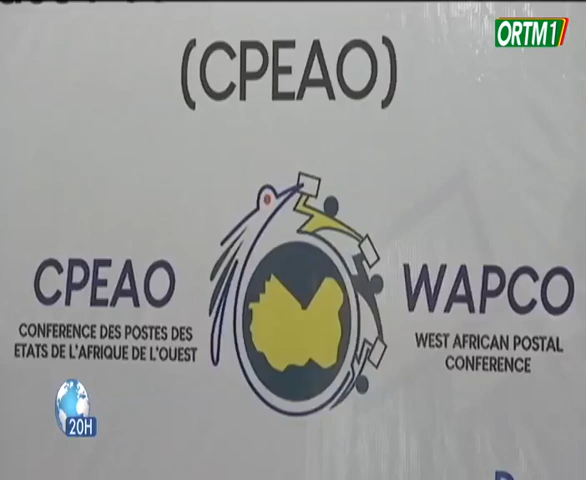 ORTM1
(CPEAO)
CPEAO
CONFERENCE DES POSTES DES
ETATS DE L'AFRIQUE DE L'OUEST
WAPCO
WEST AFRICAN POSTAL
CONFERENCE
20H